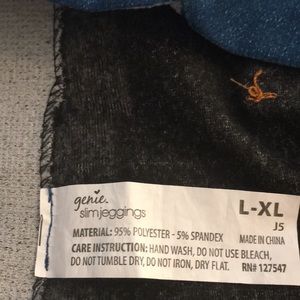 genie.
slimjeggings
L-XL
J5
MATERIAL: 95% POLYESTER - 5% SPANDEX MADE IN CHINA
CARE INSTRUCTION: HAND WASH, DO NOT USE BLEACH,
DO NOT TUMBLE DRY, DO NOT IRON, DRY FLAT. RN# 127547